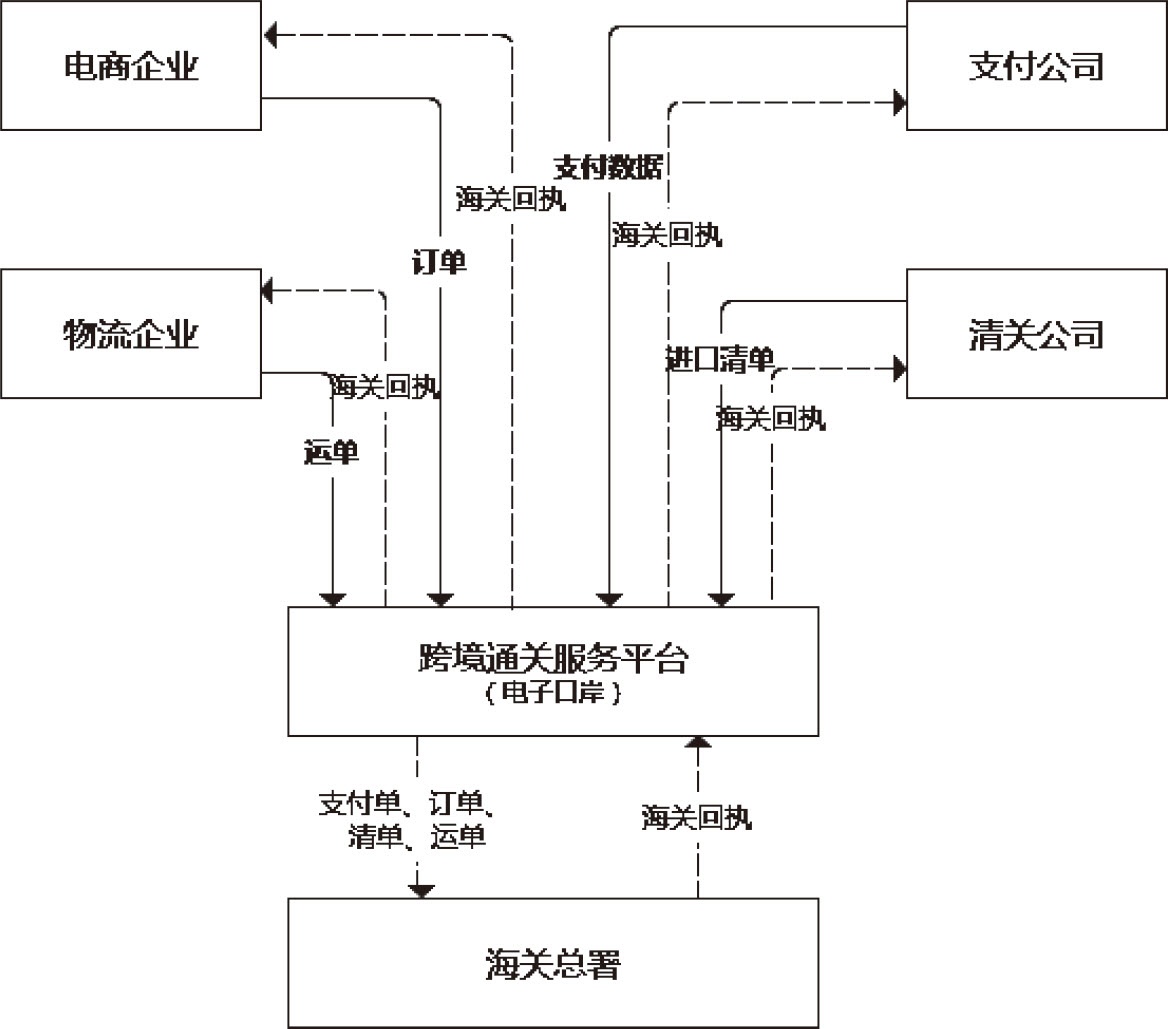 电商企业
支付公司
支付数据
海关回执
海关回执
订单
物流企业
清关公司
进口清单
海关回执
海关回执
运单
跨境通关服务平台
(电子口岸)
支付单、订单、
清单、运单
海关回执
海关总署